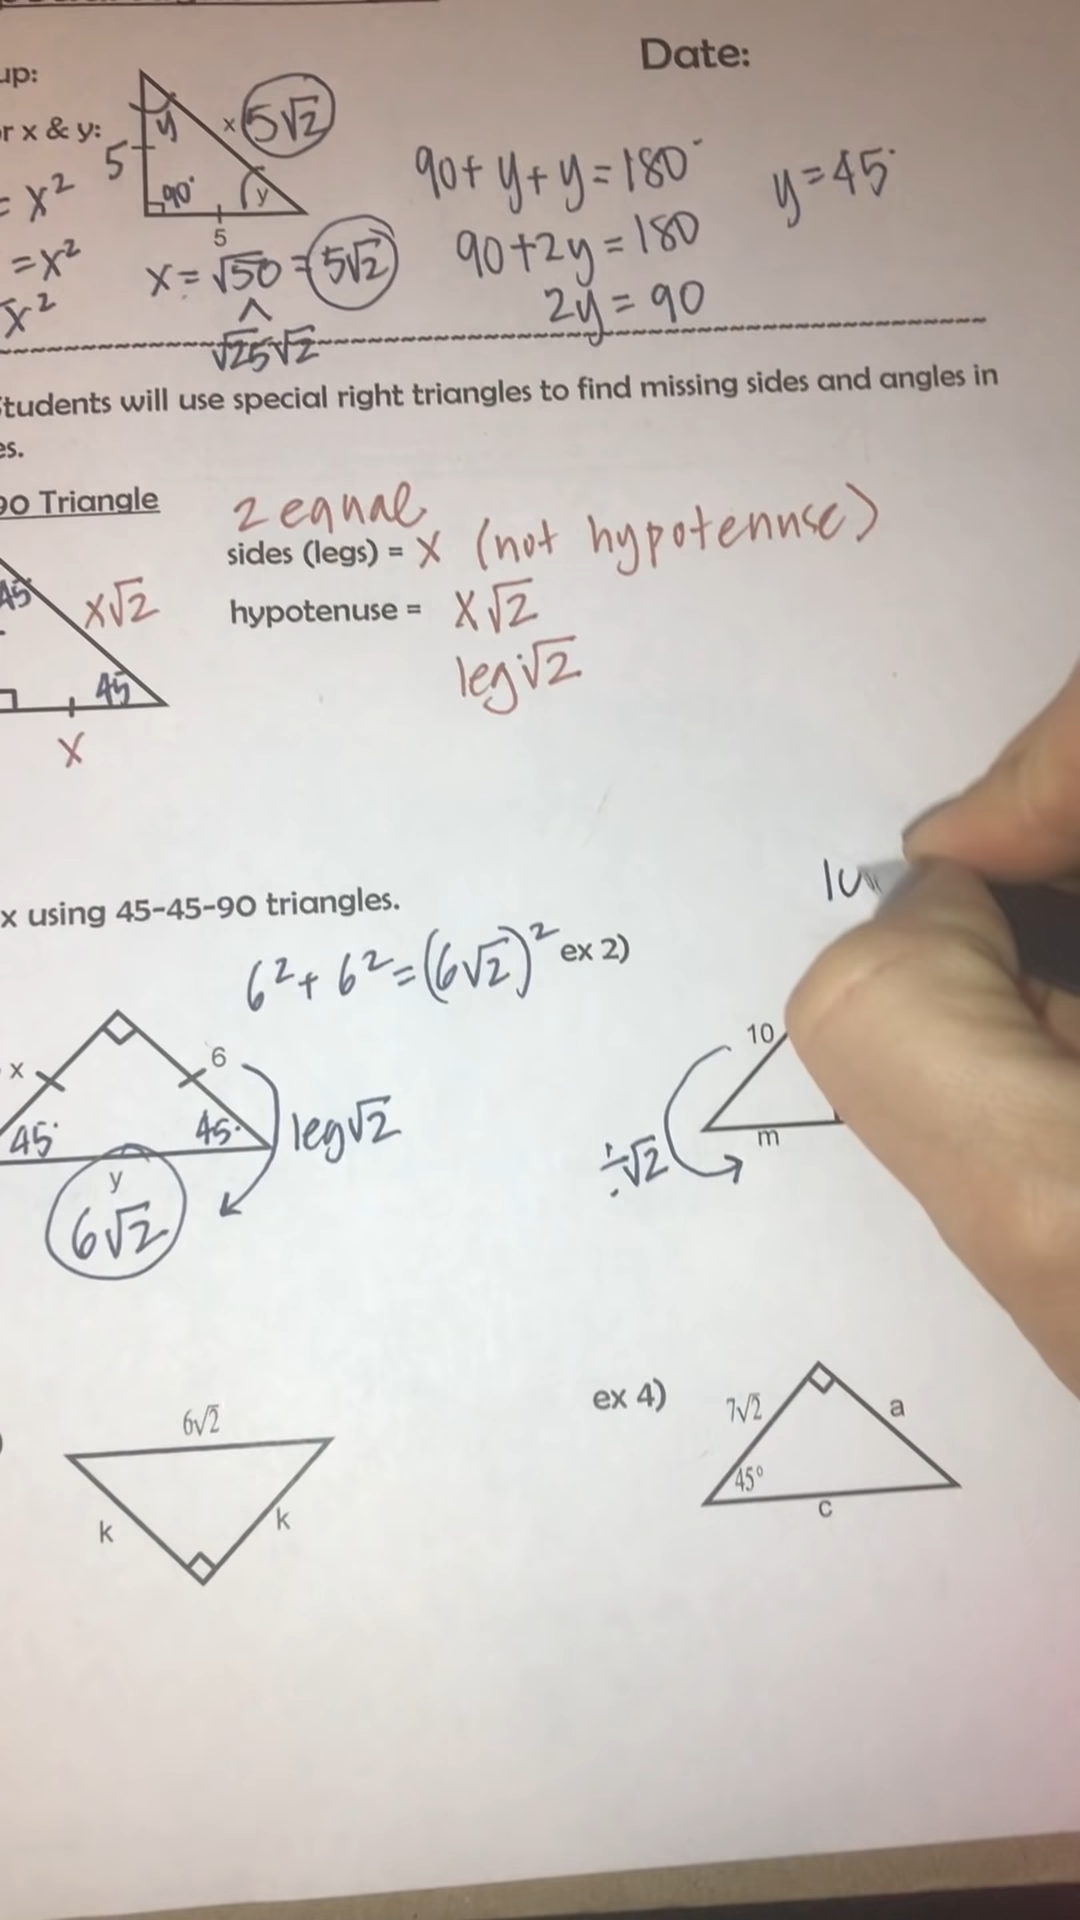 Date:
up:
r x & y:
y
x 5√2
5
90°
y
5
= x²
= x²
x²
x = √50 = 5√2
√25√2
90 + y + y = 180°
90 + 2y = 180
2y = 90
y = 45°
Students will use special right triangles to find missing sides and angles in
es.
90 Triangle
2 equal
sides (legs) = x (not hypotenuse)
hypotenuse = x√2
leg·√2
45
x√2
45
x
x using 45-45-90 triangles.
6² + 6² = (6√2)²
ex 2)
x
6
45°
45°
leg√2
y
6√2
10
m
÷√2
6√2
k
k
ex 4)
7√2
a
45°
c